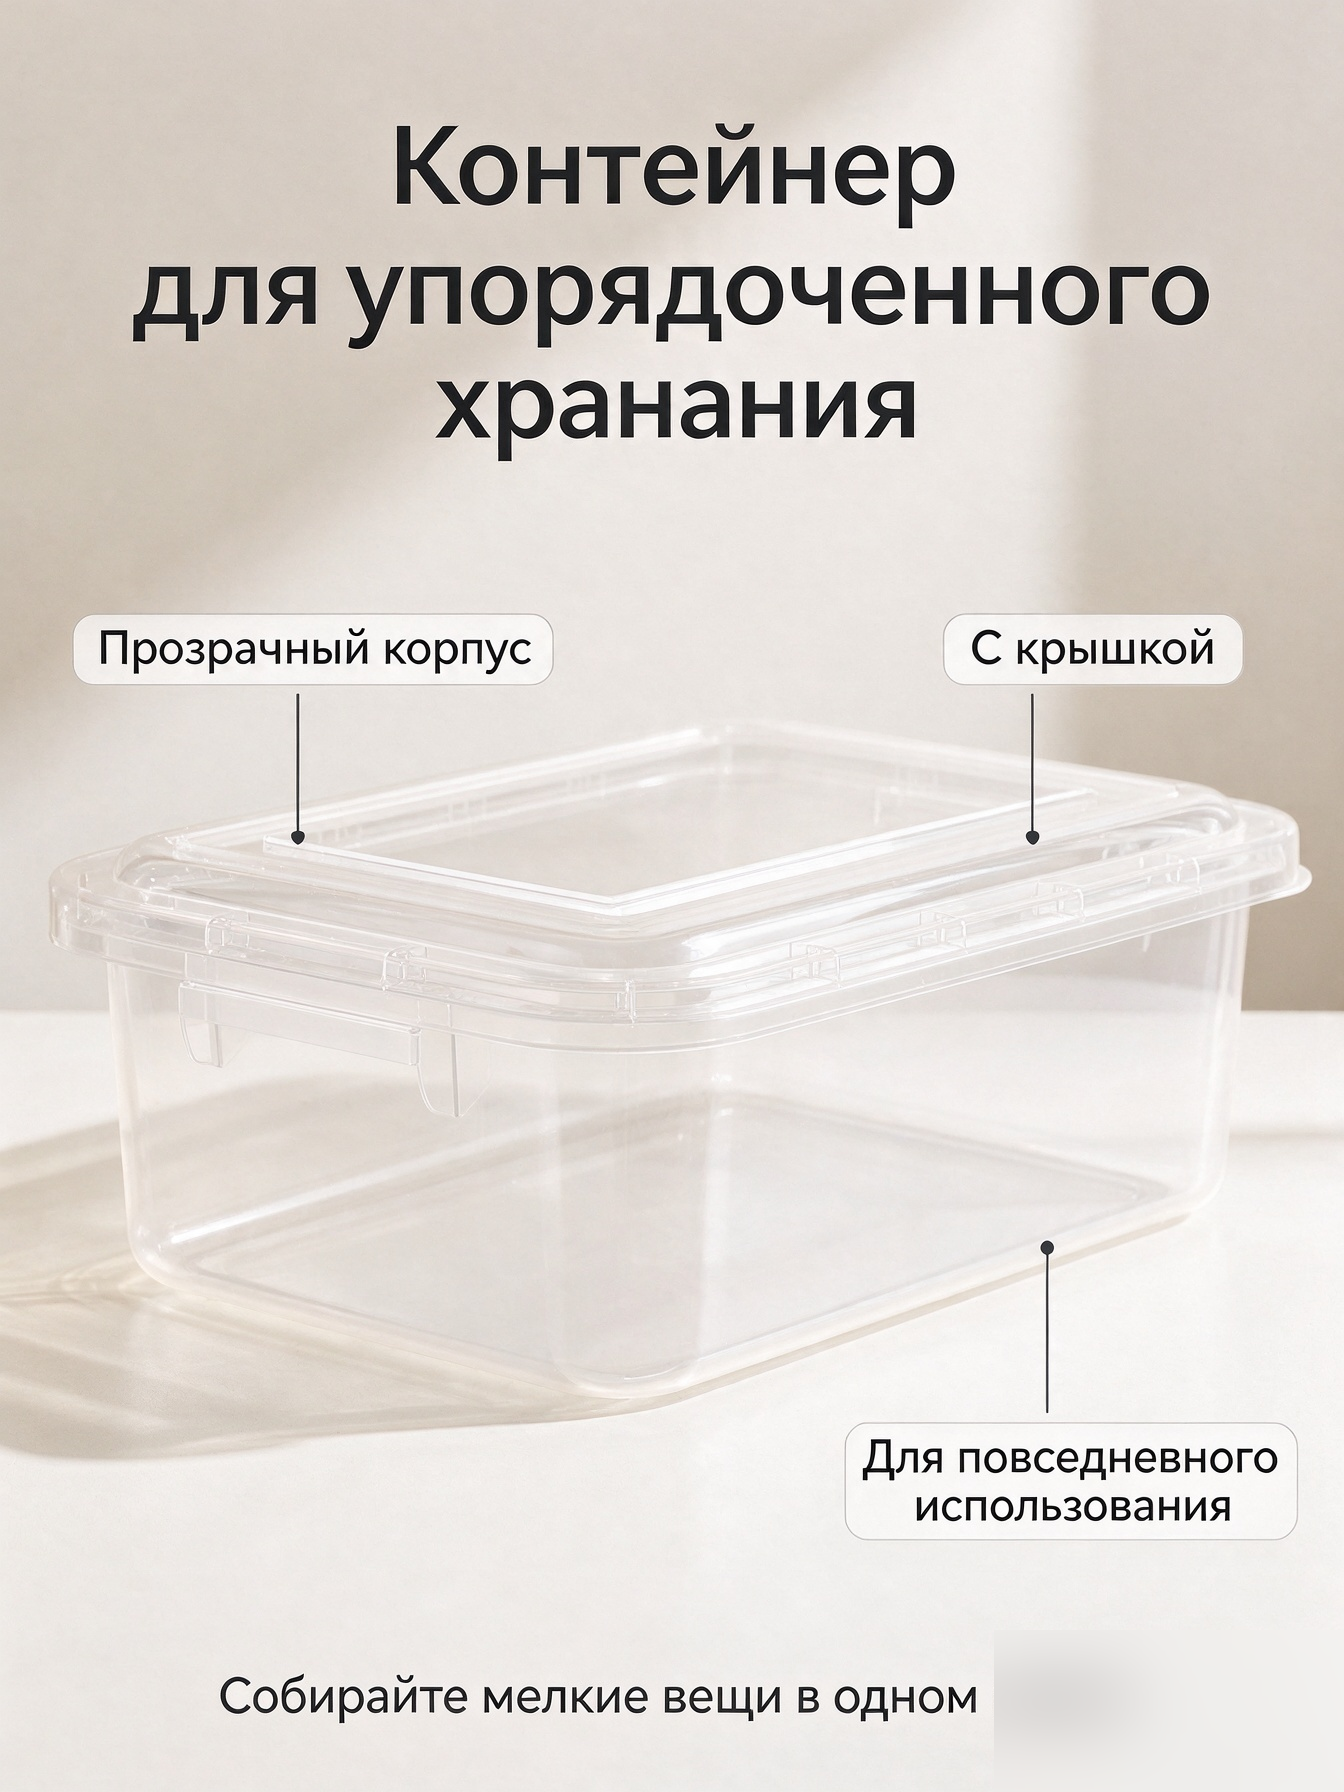 Контейнер
для упорядоченного
хранания
Прозрачный корпус
С крышкой
Для повседневного
использования
Собирайте мелкие вещи в одном